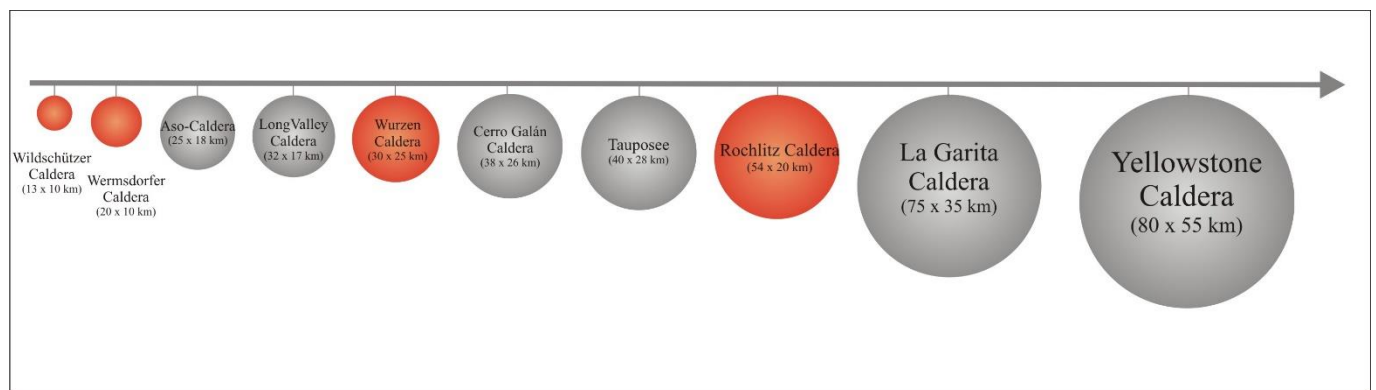 Wildschützer
Caldera
(13 x 10 km)
Wermsdorfer
Caldera
(20 x 10 km)
Aso-Caldera
(25 x 18 km)
LongValley
Caldera
(32 x 17 km)
Wurzen
Caldera
(30 x 25 km)
Cerro Galán
Caldera
(38 x 26 km)
Tauposee
(40 x 28 km)
Rochlitz Caldera
(54 x 20 km)
La Garita
Caldera
(75 x 35 km)
Yellowstone
Caldera
(80 x 55 km)